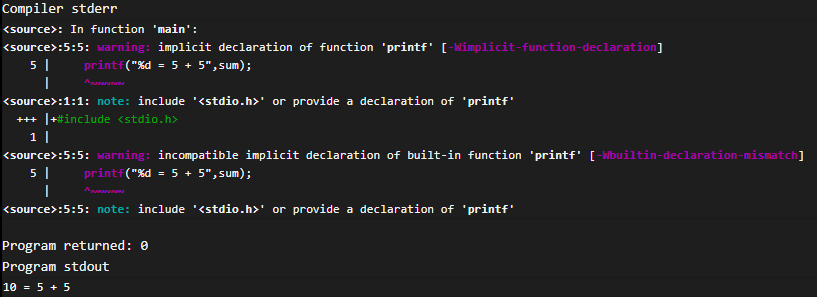 Compiler stderr
<source>: In function 'main':
<source>:5:5: warning: implicit declaration of function 'printf' [-Wimplicit-function-declaration]
    5 |     printf("%d = 5 + 5",sum);
      |     ^~~~~~
<source>:1:1: note: include '<stdio.h>' or provide a declaration of 'printf'
  +++ |+#include <stdio.h>
    1 |
<source>:5:5: warning: incompatible implicit declaration of built-in function 'printf' [-Wbuiltin-declaration-mismatch]
    5 |     printf("%d = 5 + 5",sum);
      |     ^~~~~~
<source>:5:5: note: include '<stdio.h>' or provide a declaration of 'printf'
Program returned: 0
Program stdout
10 = 5 + 5